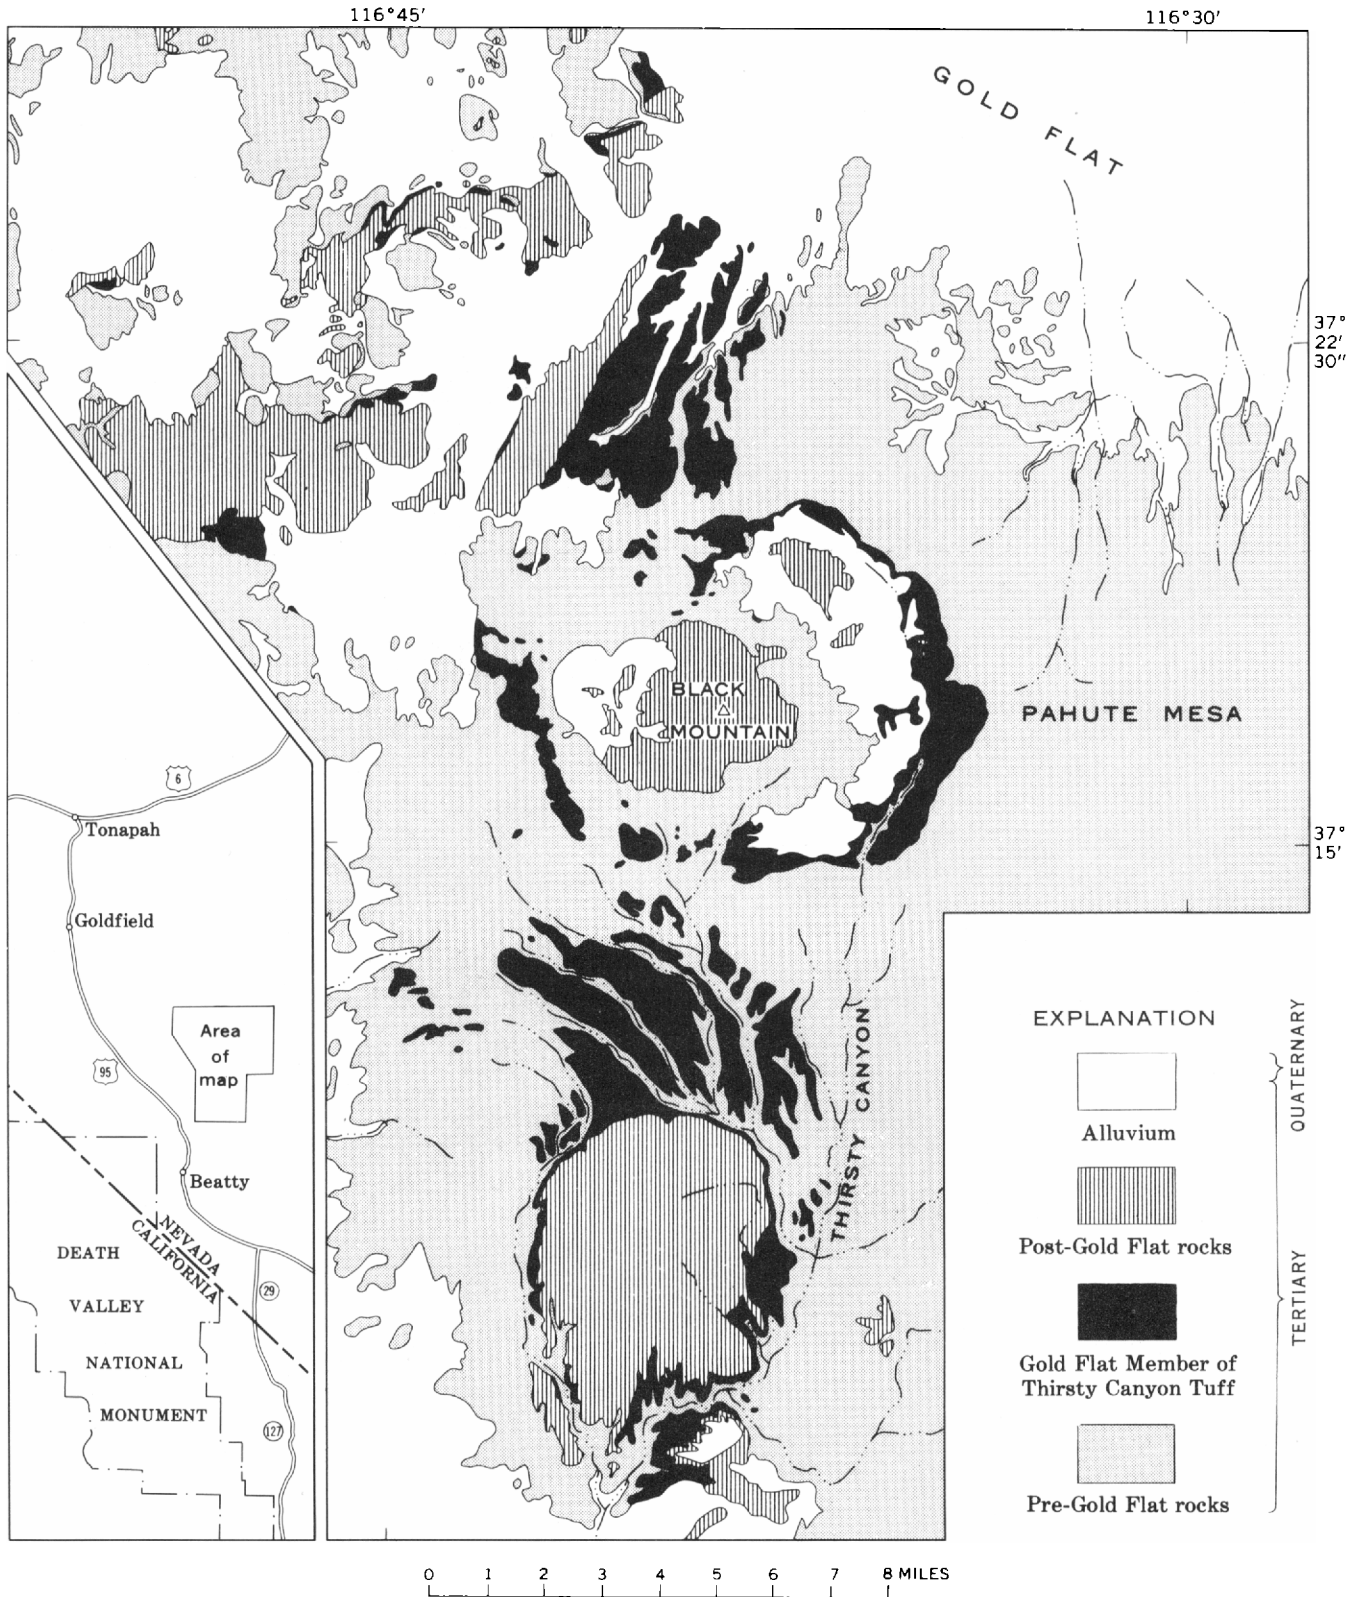 116°45′
116°30′
GOLD FLAT
37°
22′
30″
BLACK
MOUNTAIN
PAHUTE MESA
6
Tonapah
37°
15′
Goldfield
THIRSTY CANYON
Area
of
map
95
Beatty
NEVADA
CALIFORNIA
DEATH
VALLEY
NATIONAL
MONUMENT
29
127
EXPLANATION
Alluvium
Post-Gold Flat rocks
Gold Flat Member of
Thirsty Canyon Tuff
Pre-Gold Flat rocks
QUATERNARY
TERTIARY
0 1 2 3 4 5 6 7 8 MILES